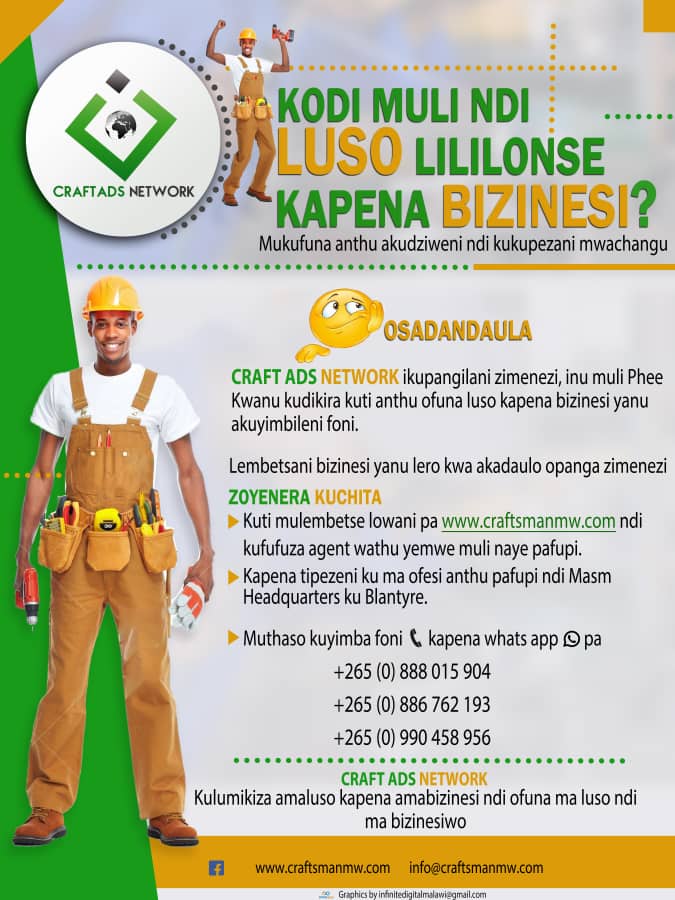 CRAFTADS NETWORK
KODI MULI NDI
LUSO LILILONSE
KAPENA BIZINESI?
Mukufuna anthu akudziweni ndi kukupezani mwachangu
OSADANDAULA
CRAFT ADS NETWORK ikupangilani zimenezi, inu muli Phee
Kwanu kudikira kuti anthu ofuna luso kapena bizinesi yanu
akuyimbileni foni.
Lembetsani bizinesi yanu lero kwa akadaulo opanga zimenezi
ZOYENERA KUCHITA
Kuti mulembetse lowani pa www.craftsmanmw.com ndi
kufufuza agent wathu yemwe muli naye pafupi.
Kapena tipezeni ku ma ofesi anthu pafupi ndi Masm
Headquarters ku Blantyre.
Muthaso kuyimba foni kapena whats app pa
+265 (0) 888 015 904
+265 (0) 886 762 193
+265 (0) 990 458 956
CRAFT ADS NETWORK
Kulumikiza amaluso kapena amabizinesi ndi ofuna ma luso ndi
ma bizinesiwo
www.craftsmanmw.com info@craftsmanmw.com
Graphics by infinitedigitalmalawi@gmail.com